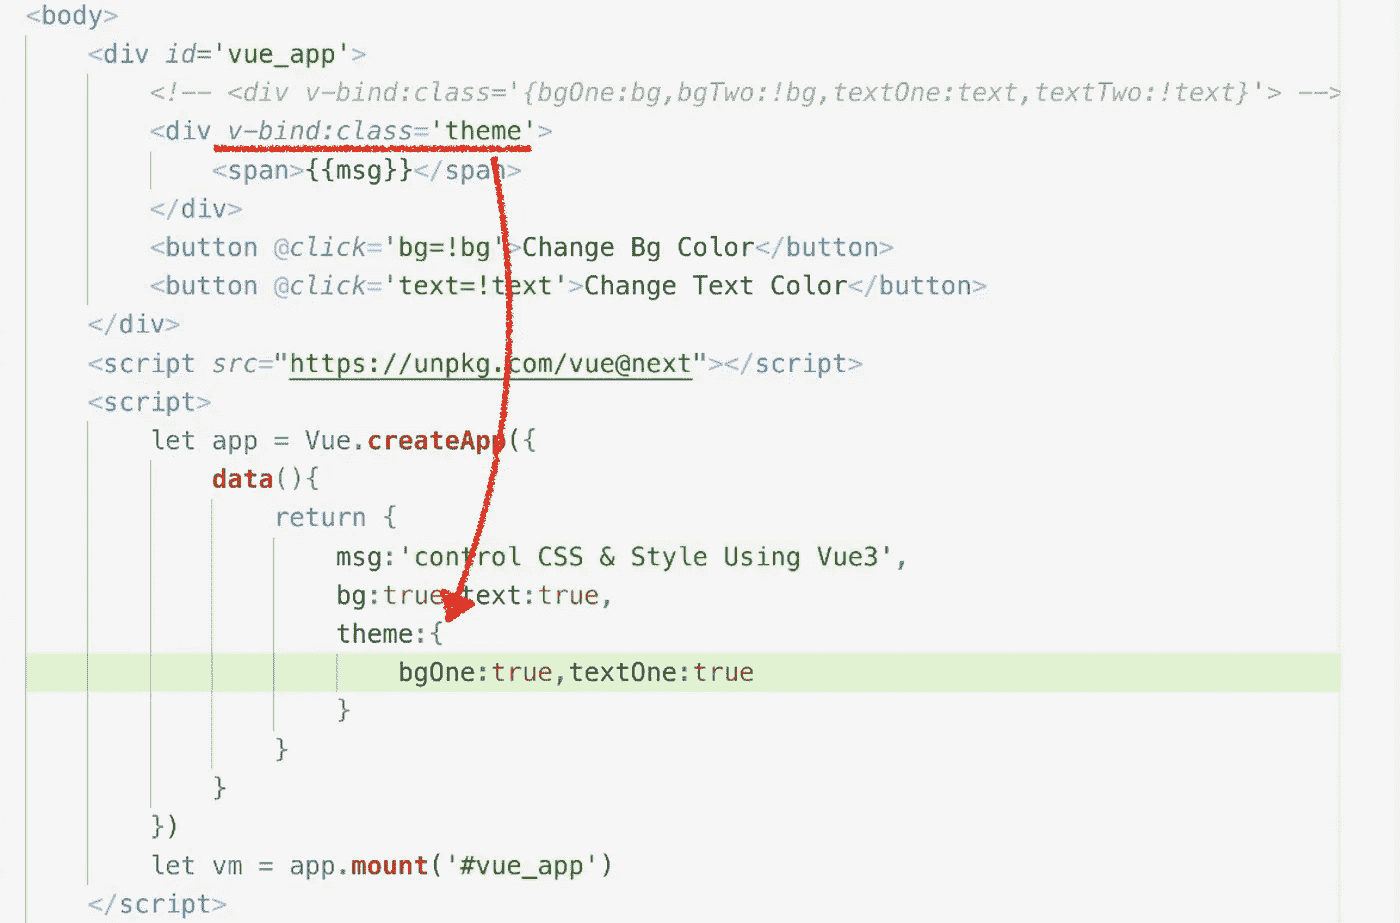 <body>
<div id='vue_app'>
<!-- <div v-bind:class='{bgOne:bg,bgTwo:!bg,textOne:text,textTwo:!text}'> -->
<div v-bind:class='theme'>
<span>{{msg}}</span>
</div>
<button @click='bg=!bg'>Change Bg Color</button>
<button @click='text=!text'>Change Text Color</button>
</div>
<script src="https://unpkg.com/vue@next"></script>
<script>
let app = Vue.createApp({
data(){
return {
msg:'control CSS & Style Using Vue3',
bg:true,text:true,
theme:{
bgOne:true,textOne:true
}
}
}
})
let vm = app.mount('#vue_app')
</script>